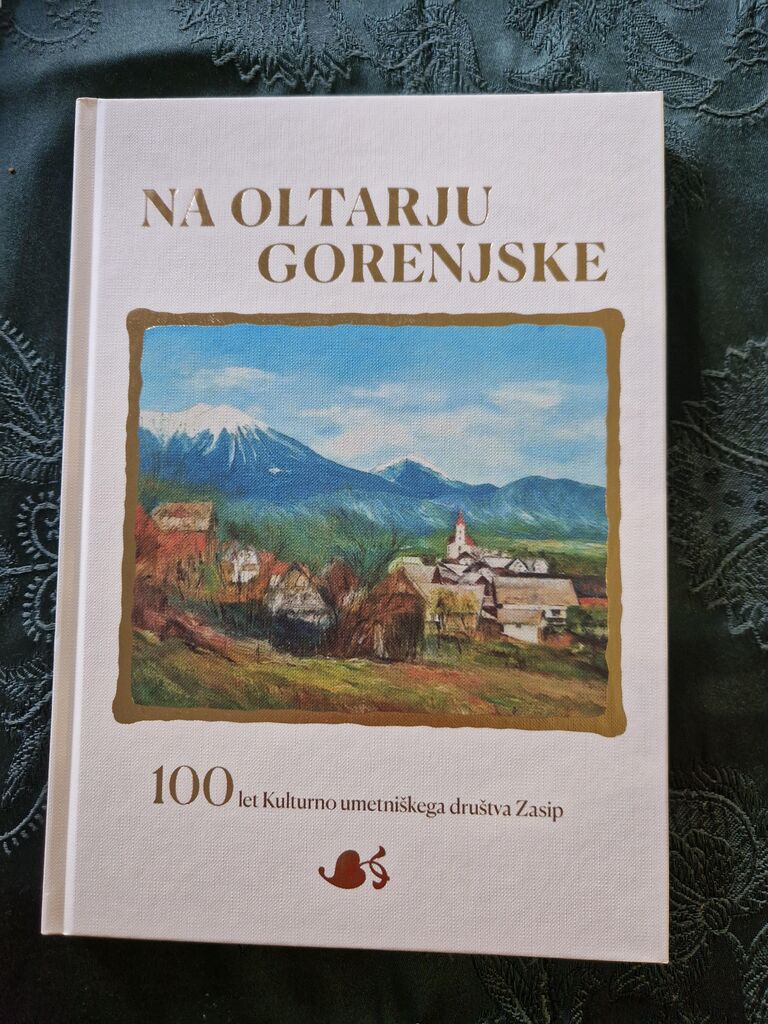 NA OLTARJU
GORENJSKE
100 let Kulturno umetniškega društva Zasip